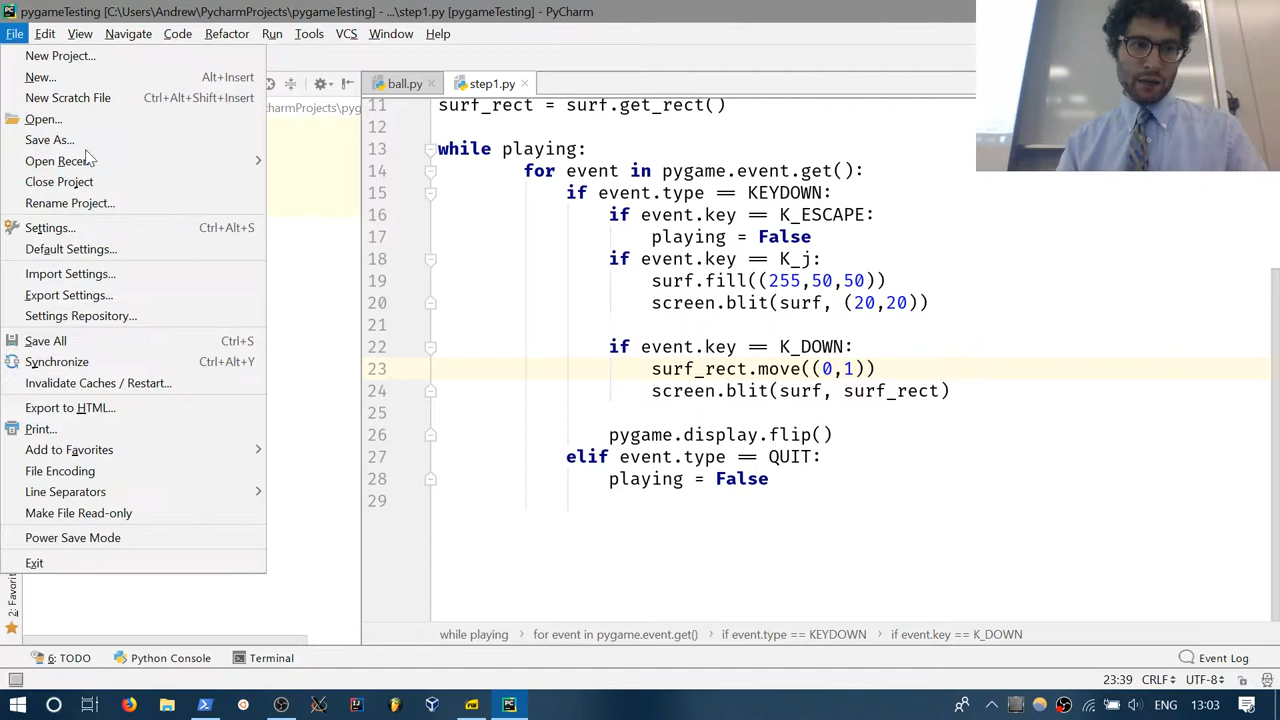 pygameTesting [C:\Users\Andrew\PycharmProjects\pygameTesting] - ...\step1.py [pygameTesting] - PyCharm
File Edit View Navigate Code Refactor Run Tools VCS Window Help
New Project...
New... Alt+Insert
New Scratch File Ctrl+Alt+Shift+Insert
Open...
Save As...
Open Recent
Close Project
Rename Project...
Settings... Ctrl+Alt+S
Default Settings...
Import Settings...
Export Settings...
Settings Repository...
Save All Ctrl+S
Synchronize Ctrl+Alt+Y
Invalidate Caches / Restart...
Export to HTML...
Print...
Add to Favorites
File Encoding
Line Separators
Make File Read-only
Power Save Mode
Exit
charmProjects\pyg
ball.py step1.py
11 surf_rect = surf.get_rect()
12
13 while playing:
14 for event in pygame.event.get():
15 if event.type == KEYDOWN:
16 if event.key == K_ESCAPE:
17 playing = False
18 if event.key == K_j:
19 surf.fill((255,50,50))
20 screen.blit(surf, (20,20))
21
22 if event.key == K_DOWN:
23 surf_rect.move((0,1))
24 screen.blit(surf, surf_rect)
25
26 pygame.display.flip()
27 elif event.type == QUIT:
28 playing = False
29
while playing for event in pygame.event.get() if event.type == KEYDOWN if event.key == K_DOWN
2: Favorit
6: TODO Python Console Terminal Event Log
23:39 CRLF UTF-8
ENG 13:03